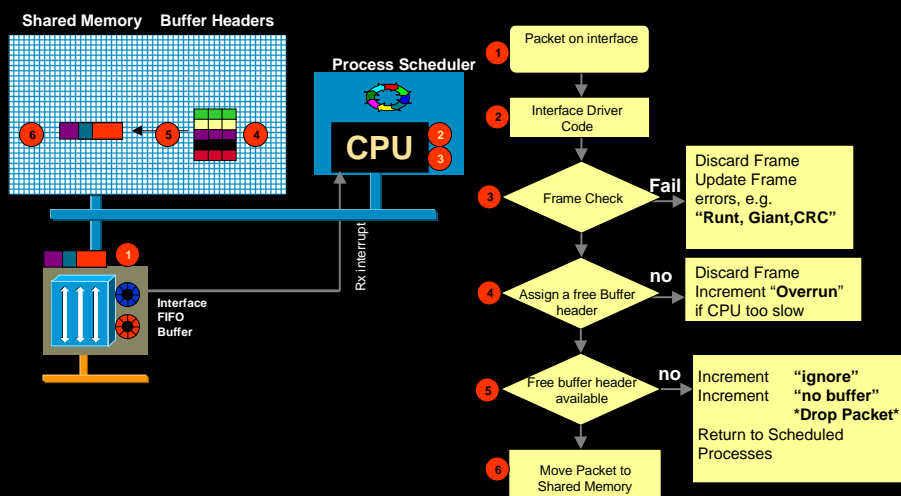 Shared Memory
Buffer Headers
Process Scheduler
6
5
4
CPU
2
3
1
Interface
FIFO
Buffer
Rx interrupt
1
Packet on interface
2
Interface Driver
Code
3
Frame Check
Fail
Discard Frame
Update Frame
errors, e.g.
“Runt, Giant,CRC”
4
Assign a free Buffer
header
no
Discard Frame
Increment “Overrun”
if CPU too slow
5
Free buffer header
available
no
Increment “ignore”
Increment “no buffer”
*Drop Packet*
Return to Scheduled
Processes
6
Move Packet to
Shared Memory